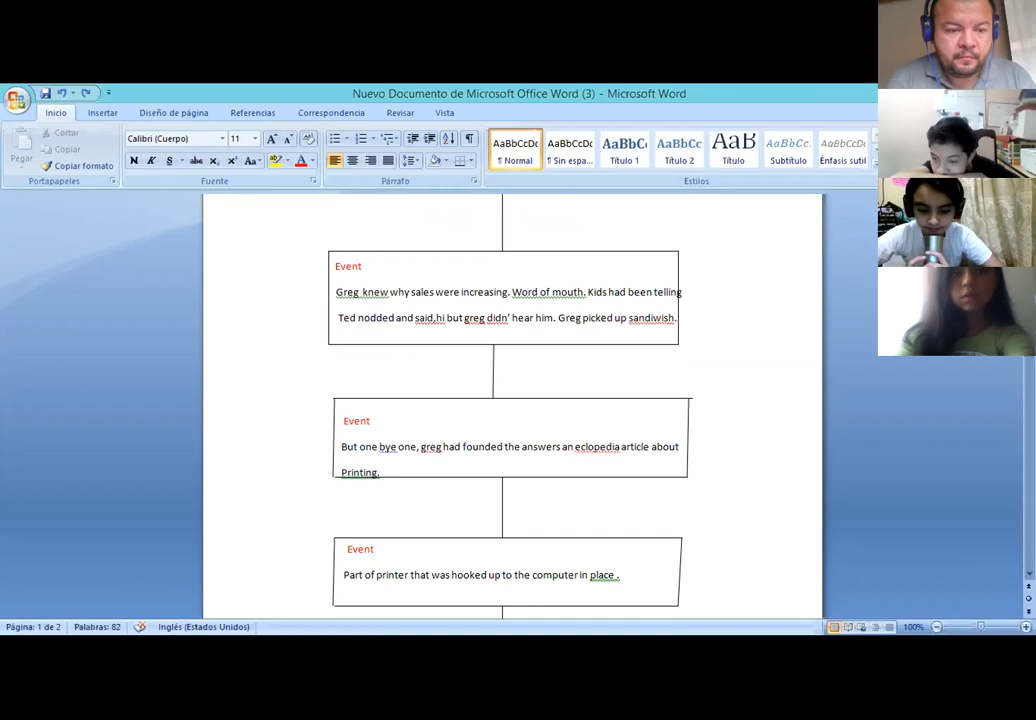 Nuevo Documento de Microsoft Office Word (3) - Microsoft Word
Inicio Insertar Diseño de página Referencias Correspondencia Revisar Vista
Cortar
Copiar
Copiar formato
Pegar
Portapapeles
Calibri (Cuerpo) 11
N K S abc x₂ x² Aa
Fuente
Párrafo
AaBbCcDc AaBbCcDc AaBbCc AaBbCc AaB AaBbCc. AaBbCcDc
¶ Normal ¶ Sin espa... Título 1 Título 2 Título Subtítulo Énfasis sutil
Estilos
Event
Greg knew why sales were increasing. Word of mouth. Kids had been telling
Ted nodded and said,hi but greg didn’ hear him. Greg picked up sandiwish.
Event
But one bye one, greg had founded the answers an eclopedia article about
Printing.
Event
Part of printer that was hooked up to the computer in place .
Página: 1 de 2 Palabras: 82 Inglés (Estados Unidos) 100%